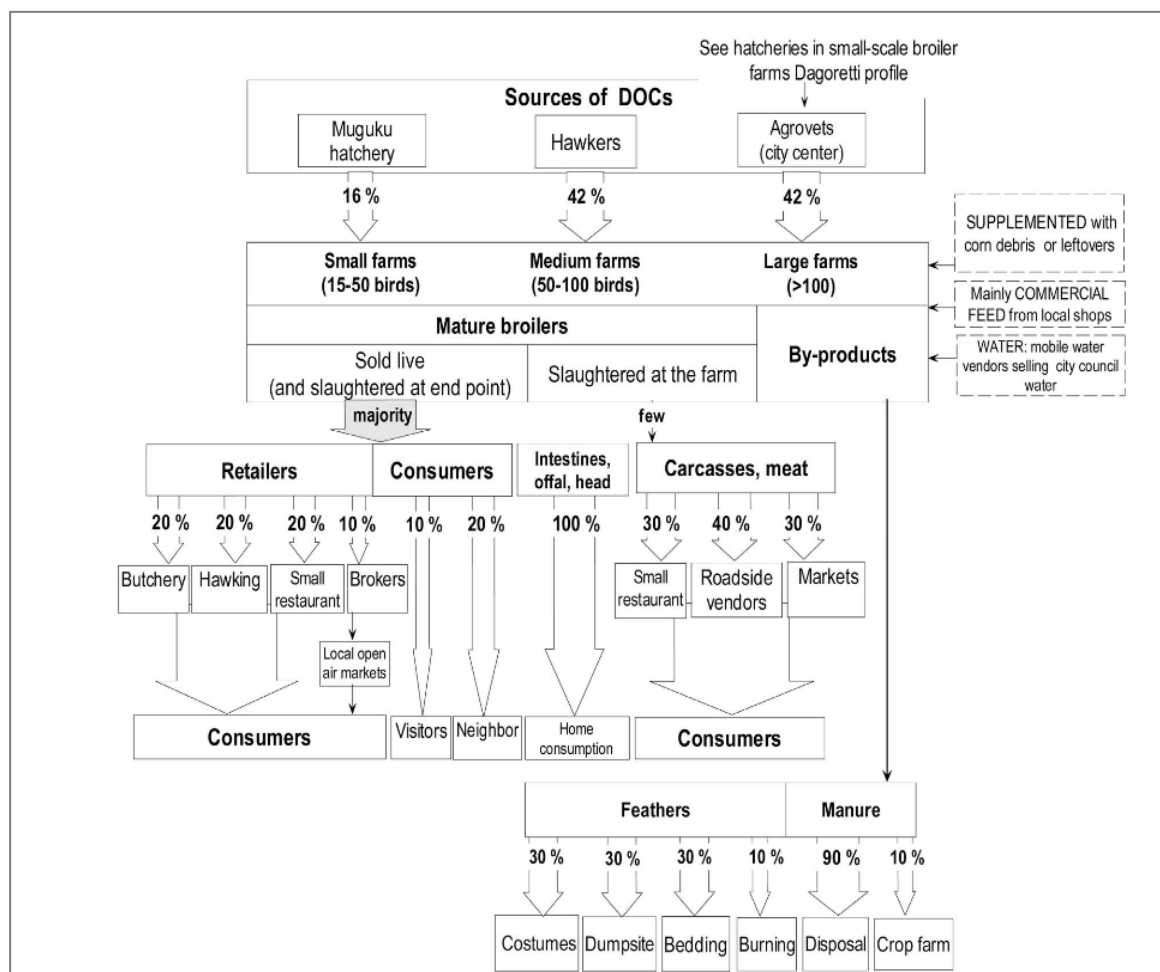 See hatcheries in small-scale broiler
farms Dagoretti profile
Sources of DOCs
Muguku
hatchery
Hawkers
Agrovets
(city center)
16 %
42 %
42 %
SUPPLEMENTED with
corn debris or leftovers
Small farms
(15-50 birds)
Medium farms
(50-100 birds)
Large farms
(>100)
Mainly COMMERCIAL
FEED from local shops
Mature broilers
By-products
WATER: mobile water
vendors selling city council
water
Sold live
(and slaughtered at end point)
Slaughtered at the farm
majority
few
Retailers
Consumers
Intestines,
offal, head
Carcasses, meat
20 %
20 %
20 %
10 %
10 %
20 %
100 %
30 %
40 %
30 %
Butchery
Hawking
Small
restaurant
Brokers
Small
restaurant
Roadside
vendors
Markets
Local open
air markets
Consumers
Visitors
Neighbor
Home
consumption
Consumers
Feathers
Manure
30 %
30 %
30 %
10 %
90 %
10 %
Costumes
Dumpsite
Bedding
Burning
Disposal
Crop farm